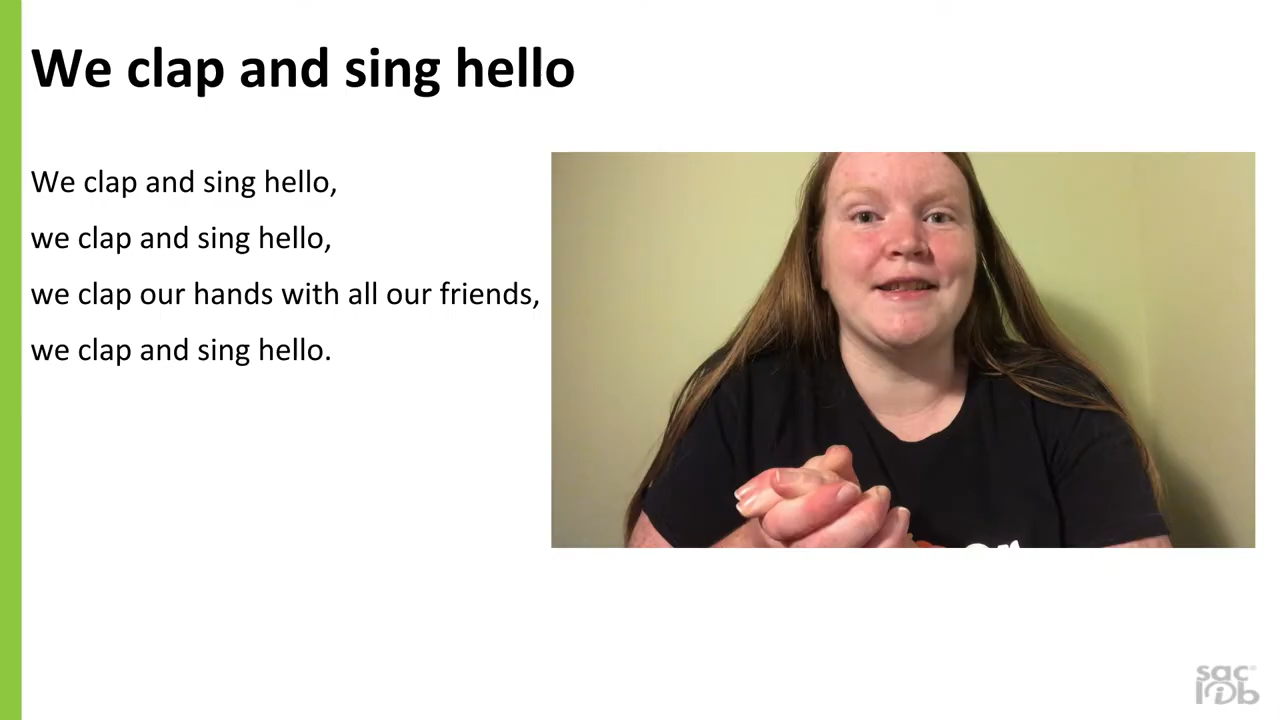 We clap and sing hello
We clap and sing hello,
we clap and sing hello,
we clap our hands with all our friends,
we clap and sing hello.
sac
lib